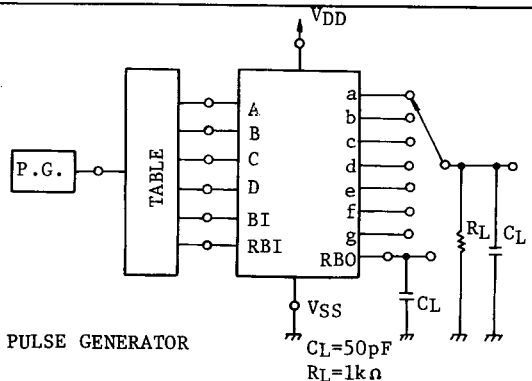 VDD
P.G.
TABLE
A
B
C
D
BI
RBI
a
b
c
d
e
f
g
RBO
RL
CL
CL
VSS
PULSE GENERATOR
CL=50pF
RL=1kΩ